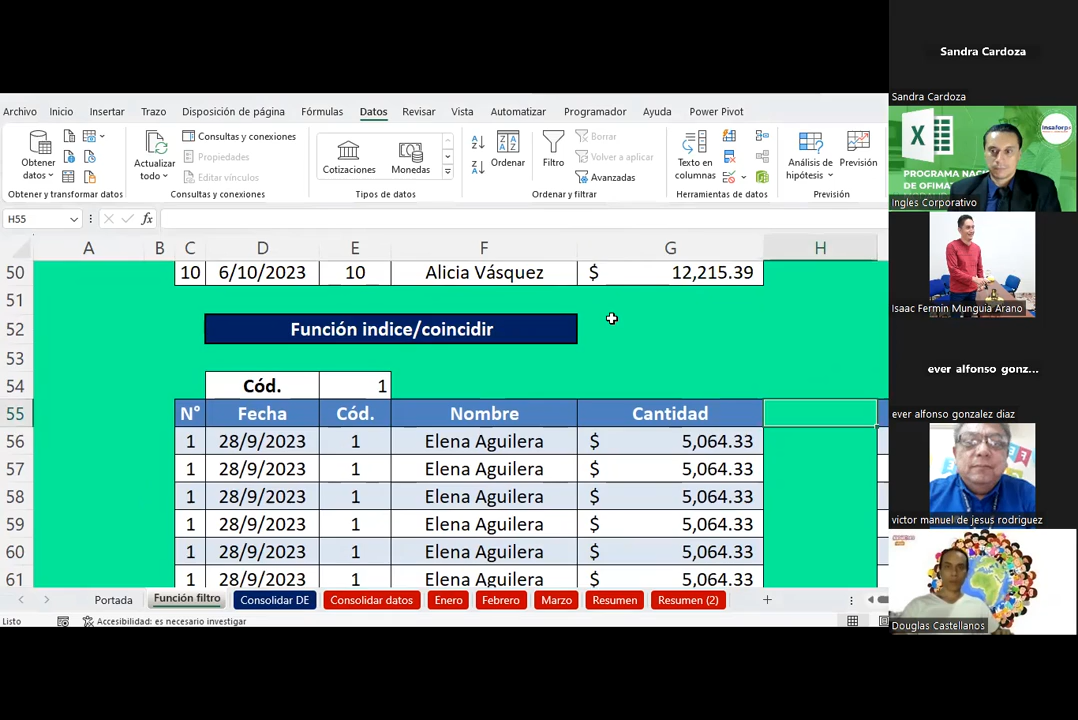 Archivo Inicio Insertar Trazo Disposición de página Fórmulas Datos Revisar Vista Automatizar Programador Ayuda Power Pivot
Obtener datos
Actualizar todo
Consultas y conexiones
Propiedades
Editar vínculos
Cotizaciones
Monedas
Ordenar
Filtro
Borrar
Volver a aplicar
Avanzadas
Texto en columnas
Análisis de hipótesis
Previsión
Obtener y transformar datos
Consultas y conexiones
Tipos de datos
Ordenar y filtrar
Herramientas de datos
Previsión
H55 fx
A B C D E F G H
50 10 6/10/2023 10 Alicia Vásquez $ 12,215.39
51
52 Función indice/coincidir
53
54 Cód. 1
55 N° Fecha Cód. Nombre Cantidad
56 1 28/9/2023 1 Elena Aguilera $ 5,064.33
57 1 28/9/2023 1 Elena Aguilera $ 5,064.33
58 1 28/9/2023 1 Elena Aguilera $ 5,064.33
59 1 28/9/2023 1 Elena Aguilera $ 5,064.33
60 1 28/9/2023 1 Elena Aguilera $ 5,064.33
61 1 28/9/2023 1 Elena Aguilera $ 5,064.33
Portada Función filtro Consolidar DE Consolidar datos Enero Febrero Marzo Resumen Resumen (2)
Listo Accesibilidad: es necesario investigar
Sandra Cardoza
Sandra Cardoza
insaforp
PROGRAMA NAC
DE OFIMAT
Ingles Corporativo
Isaac Fermin Munguia Arano
ever alfonso gonz...
ever alfonso gonzalez diaz
victor manuel de jesus rodriguez
Douglas Castellanos